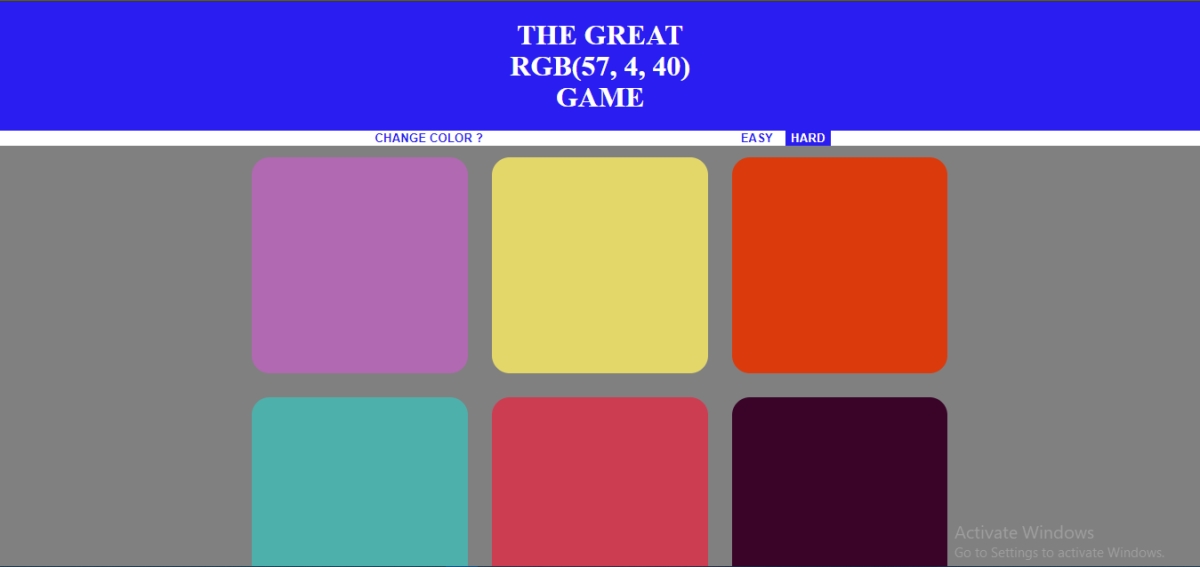 THE GREAT
RGB(57, 4, 40)
GAME
CHANGE COLOR ? EASY HARD
Activate Windows
Go to Settings to activate Windows.